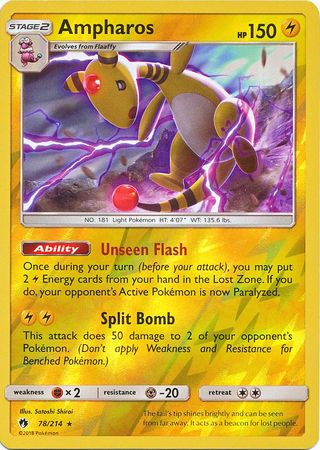 STAGE2
Ampharos
HP 150
Evolves from Flaaffy
NO. 181 Light Pokémon HT: 4'07" WT: 135.6 lbs.
Ability Unseen Flash
Once during your turn (before your attack), you may put
2 Energy cards from your hand in the Lost Zone. If you
do, your opponent's Active Pokémon is now Paralyzed.
Split Bomb
This attack does 50 damage to 2 of your opponent's
Pokémon. (Don't apply Weakness and Resistance for
Benched Pokémon.)
weakness × 2 resistance -20 retreat
Illus. Satoshi Shirai
78/214 ★
©2018 Pokémon
The tail's tip shines brightly and can be seen
from far away. It acts as a beacon for lost people.